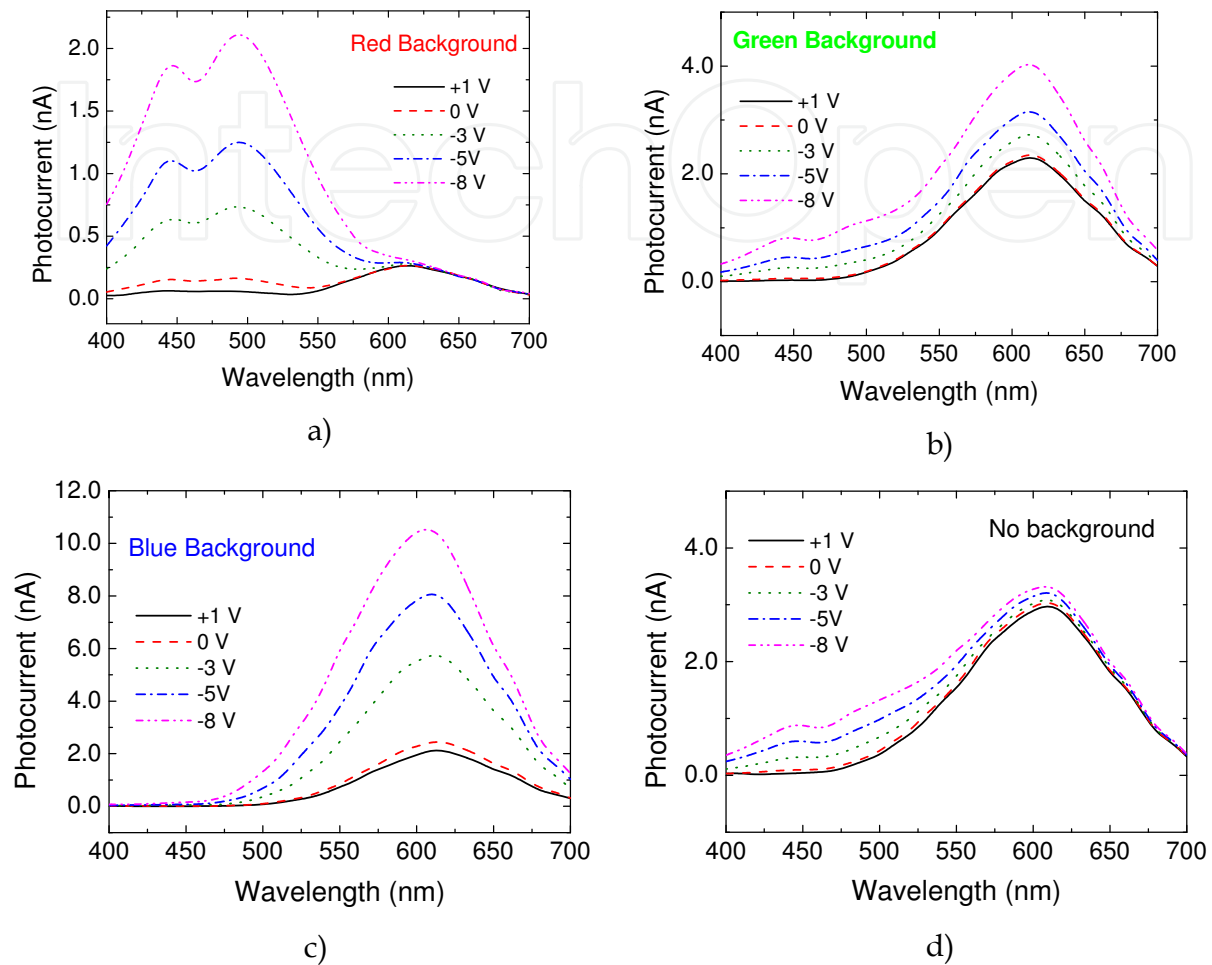 IntechOpen
Red Background
+1 V
0 V
-3 V
-5V
-8 V
2.0
1.5
1.0
0.5
0.0
400 450 500 550 600 650 700
Photocurrent (nA)
Wavelength (nm)
a)
Green Background
+1 V
0 V
-3 V
-5V
-8 V
4.0
2.0
0.0
400 450 500 550 600 650 700
Photocurrent (nA)
Wavelength (nm)
b)
Blue Background
+1 V
0 V
-3 V
-5V
-8 V
12.0
10.0
8.0
6.0
4.0
2.0
0.0
400 450 500 550 600 650 700
Photocurrent (nA)
Wavelength (nm)
c)
No background
+1 V
0 V
-3 V
-5V
-8 V
4.0
2.0
0.0
400 450 500 550 600 650 700
Photocurrent (nA)
Wavelength (nm)
d)